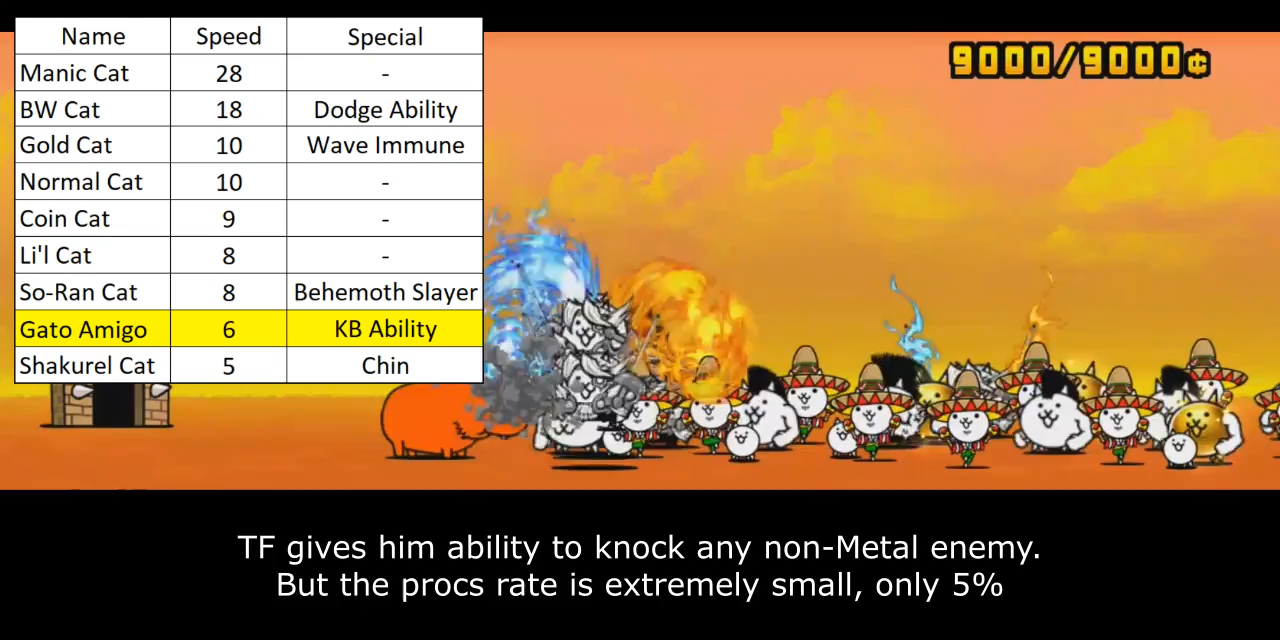 Name Speed Special
Manic Cat 28 -
BW Cat 18 Dodge Ability
Gold Cat 10 Wave Immune
Normal Cat 10 -
Coin Cat 9 -
Li'l Cat 8 -
So-Ran Cat 8 Behemoth Slayer
Gato Amigo 6 KB Ability
Shakurel Cat 5 Chin
9000/9000¢
TF gives him ability to knock any non-Metal enemy.
But the procs rate is extremely small, only 5%